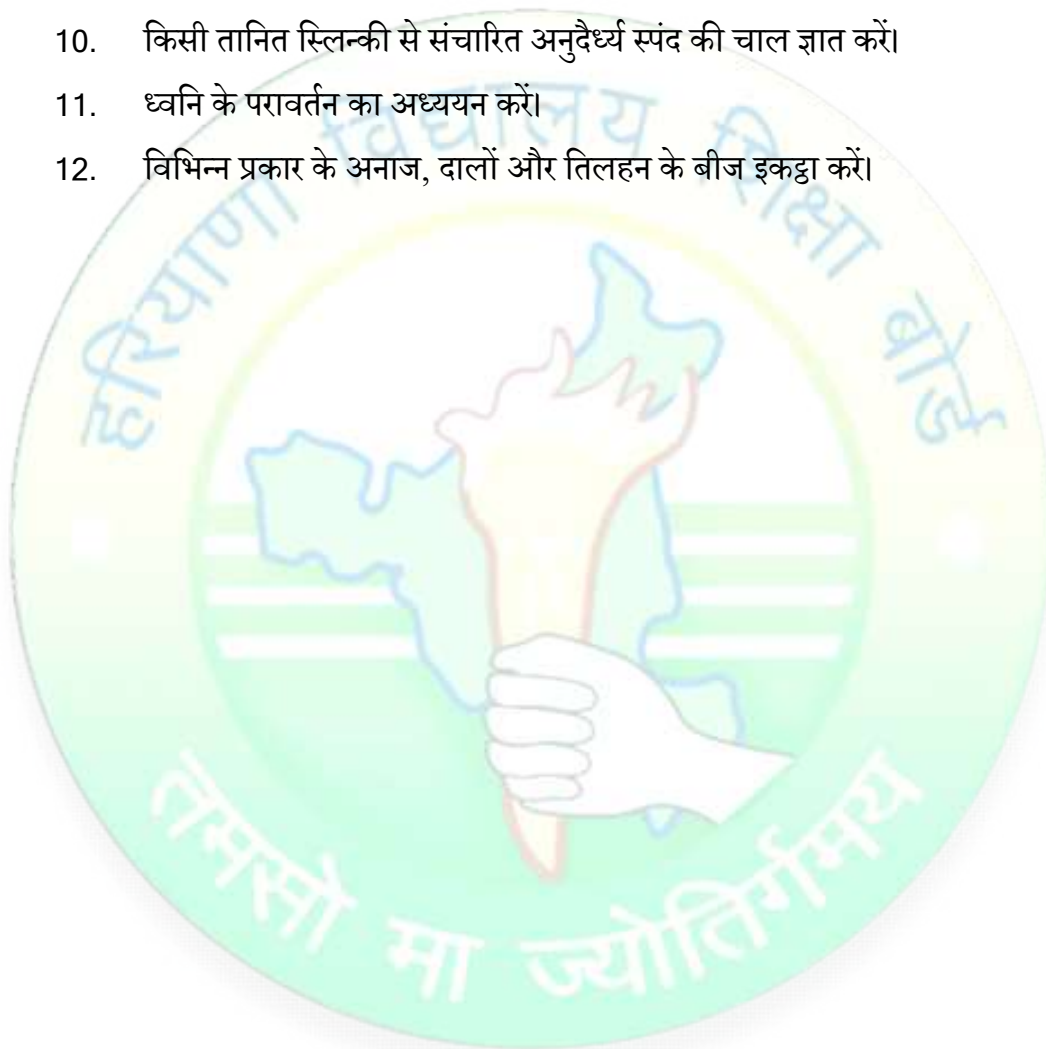 10. किसी तानित स्लिन्की से संचारित अनुदैर्ध्य स्पंद की चाल ज्ञात करें।
11. ध्वनि के परावर्तन का अध्ययन करें।
12. विभिन्न प्रकार के अनाज, दालों और तिलहन के बीज इकट्ठा करें।
हरियाणा विद्यालय शिक्षा बोर्ड
तमसो मा ज्योतिर्गमय